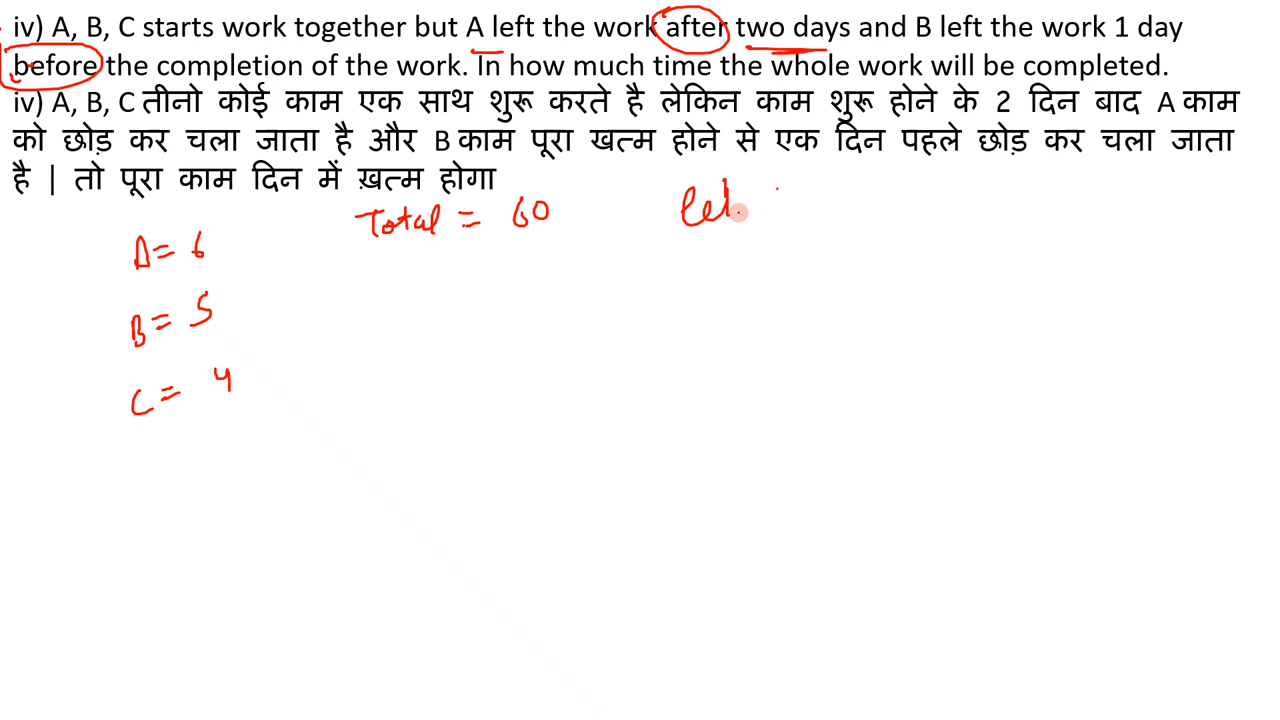 iv) A, B, C starts work together but A left the work after two days and B left the work 1 day
before the completion of the work. In how much time the whole work will be completed.
iv) A, B, C तीनो कोई काम एक साथ शुरू करते है लेकिन काम शुरू होने के 2 दिन बाद A काम
को छोड़ कर चला जाता है और B काम पूरा खत्म होने से एक दिन पहले छोड़ कर चला जाता
है | तो पूरा काम दिन में ख़त्म होगा
Total = 60 let
A = 6
B = 5
C = 4